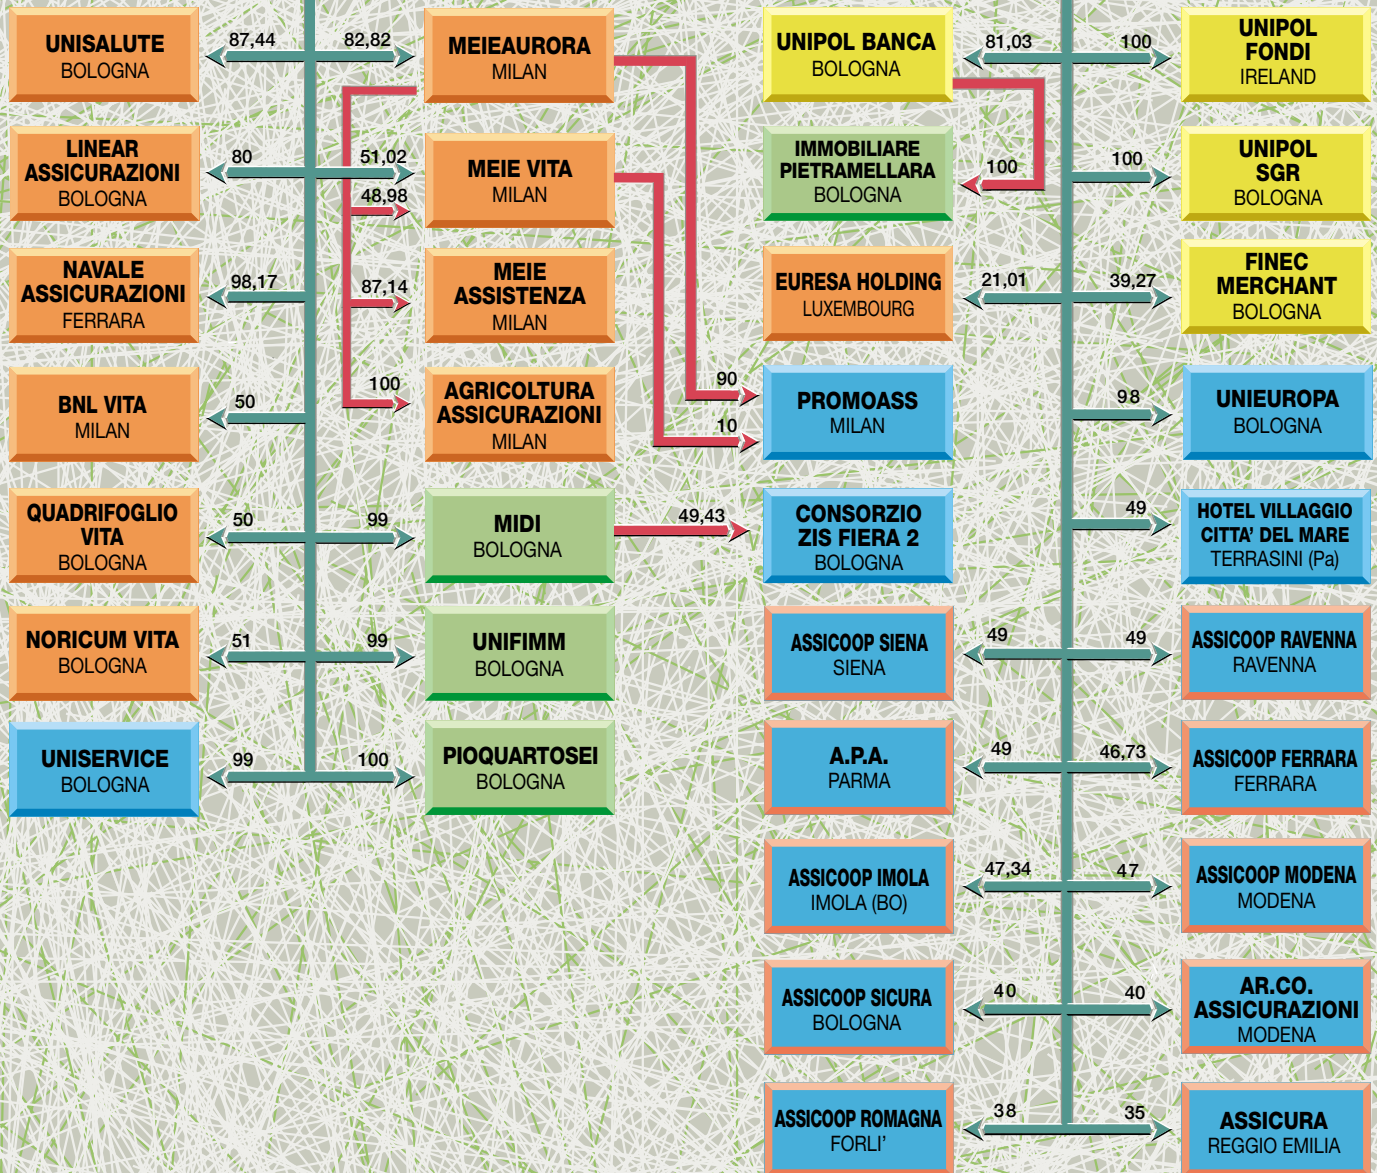 UNISALUTE
BOLOGNA
87,44
82,82
MEIEAURORA
MILAN
LINEAR
ASSICURAZIONI
BOLOGNA
80
51,02
48,98
MEIE VITA
MILAN
NAVALE
ASSICURAZIONI
FERRARA
98,17
87,14
MEIE
ASSISTENZA
MILAN
BNL VITA
MILAN
50
100
AGRICOLTURA
ASSICURAZIONI
MILAN
QUADRIFOGLIO
VITA
BOLOGNA
50
99
MIDI
BOLOGNA
49,43
NORICUM VITA
BOLOGNA
51
99
UNIFIMM
BOLOGNA
UNISERVICE
BOLOGNA
99
100
PIOQUARTOSEI
BOLOGNA
UNIPOL BANCA
BOLOGNA
81,03
100
UNIPOL
FONDI
IRELAND
IMMOBILIARE
PIETRAMELLARA
BOLOGNA
100
100
UNIPOL
SGR
BOLOGNA
EURESA HOLDING
LUXEMBOURG
21,01
39,27
FINEC
MERCHANT
BOLOGNA
90
10
PROMOASS
MILAN
98
UNIEUROPA
BOLOGNA
CONSORZIO
ZIS FIERA 2
BOLOGNA
49
HOTEL VILLAGGIO
CITTA' DEL MARE
TERRASINI (Pa)
ASSICOOP SIENA
SIENA
49
49
ASSICOOP RAVENNA
RAVENNA
A.P.A.
PARMA
49
46,73
ASSICOOP FERRARA
FERRARA
ASSICOOP IMOLA
IMOLA (BO)
47,34
47
ASSICOOP MODENA
MODENA
ASSICOOP SICURA
BOLOGNA
40
40
AR.CO.
ASSICURAZIONI
MODENA
ASSICOOP ROMAGNA
FORLI'
38
35
ASSICURA
REGGIO EMILIA